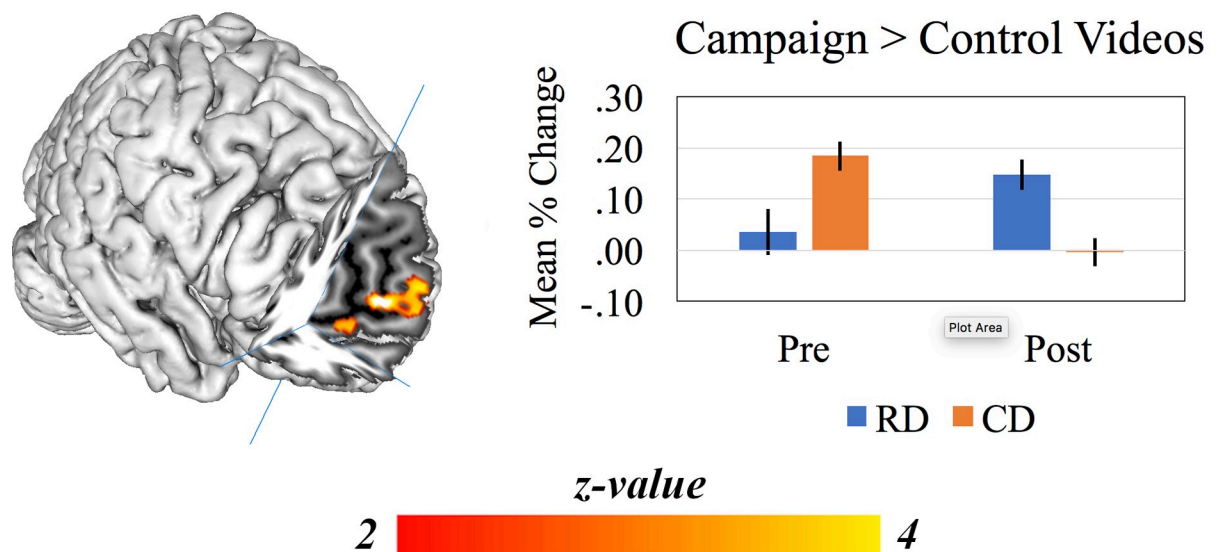 Campaign > Control Videos
Mean % Change
.30
.20
.10
.00
-.10
Plot Area
Pre
Post
RD
CD
z-value
2
4